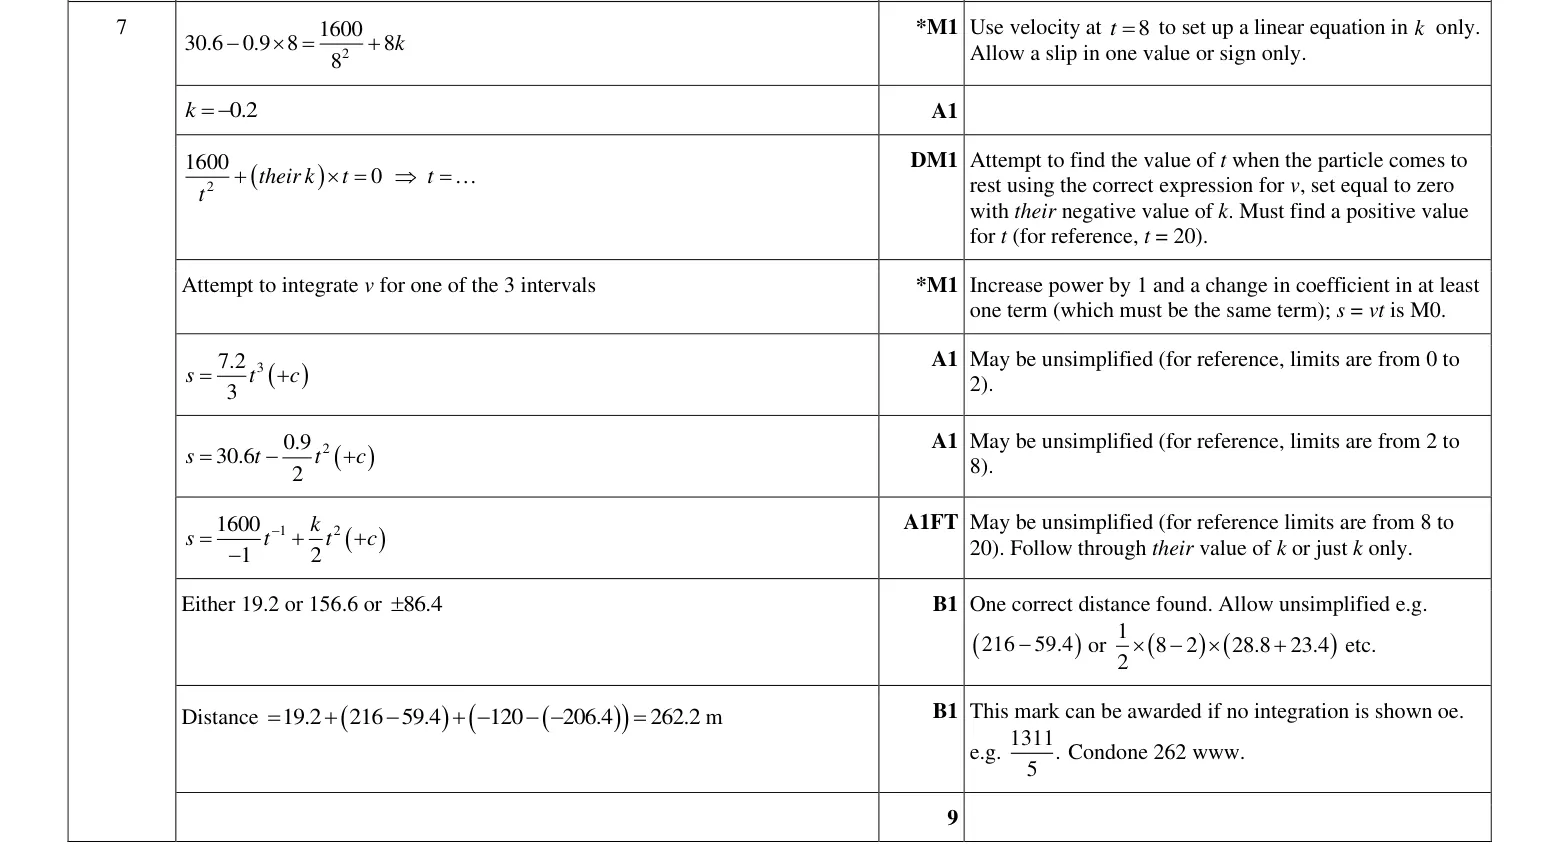 7
30.6 − 0.9 × 8 = 1600/8² + 8k
*M1
Use velocity at t = 8 to set up a linear equation in k only.
Allow a slip in one value or sign only.
k = −0.2
A1
1600/t² + (their k) × t = 0 ⇒ t = …
DM1
Attempt to find the value of t when the particle comes to
rest using the correct expression for v, set equal to zero
with their negative value of k. Must find a positive value
for t (for reference, t = 20).
Attempt to integrate v for one of the 3 intervals
*M1
Increase power by 1 and a change in coefficient in at least
one term (which must be the same term); s = vt is M0.
s = 7.2/3 t³ (+c)
A1
May be unsimplified (for reference, limits are from 0 to
2).
s = 30.6t − 0.9/2 t² (+c)
A1
May be unsimplified (for reference, limits are from 2 to
8).
s = 1600/−1 t⁻¹ + k/2 t² (+c)
A1FT
May be unsimplified (for reference limits are from 8 to
20). Follow through their value of k or just k only.
Either 19.2 or 156.6 or ±86.4
B1
One correct distance found. Allow unsimplified e.g.
(216 − 59.4) or 1/2 × (8 − 2) × (28.8 + 23.4) etc.
Distance = 19.2 + (216 − 59.4) + (−120 − (−206.4)) = 262.2 m
B1
This mark can be awarded if no integration is shown oe.
e.g. 1311/5. Condone 262 www.
9